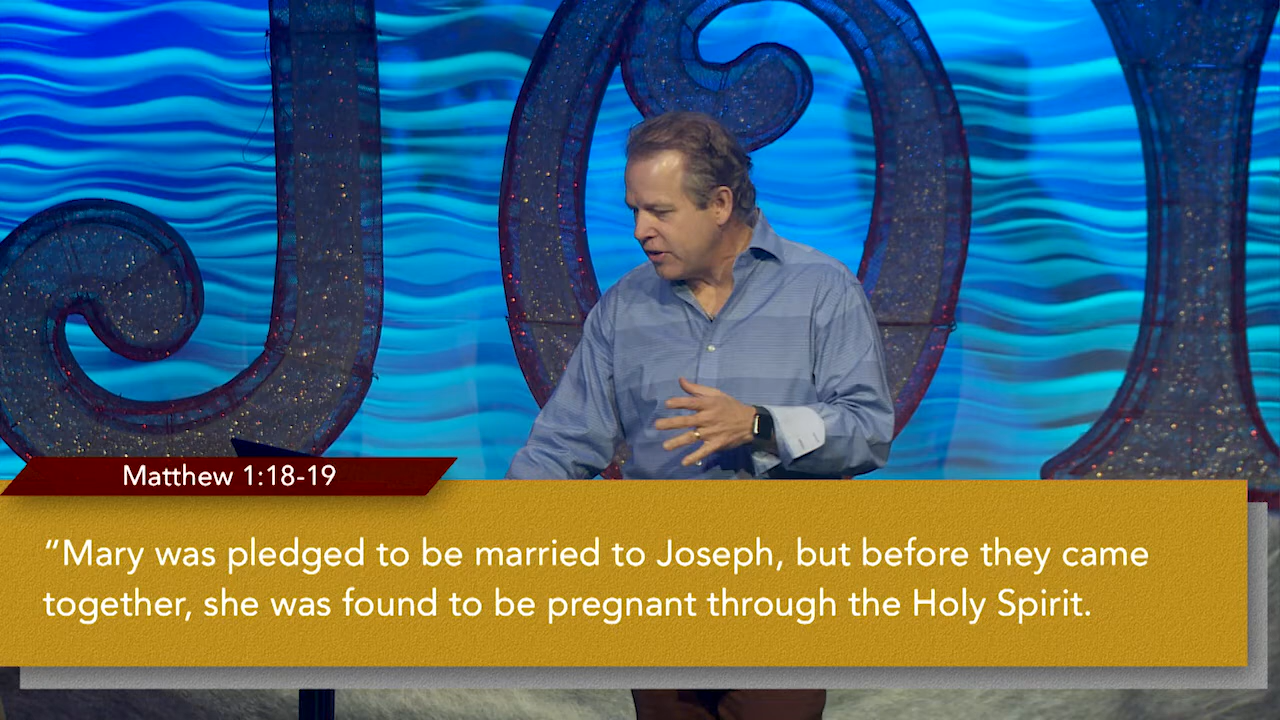 JO
Matthew 1:18-19
“Mary was pledged to be married to Joseph, but before they came
together, she was found to be pregnant through the Holy Spirit.